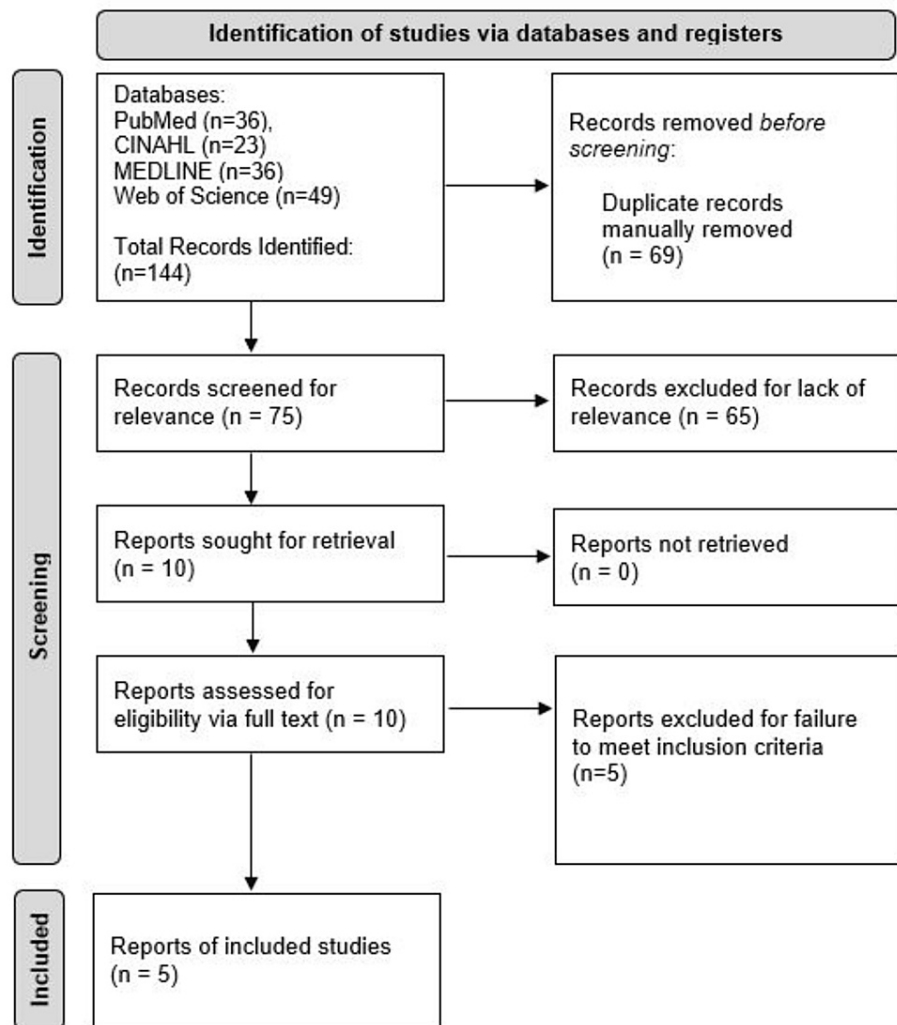 Identification of studies via databases and registers
Identification
Databases:
PubMed (n=36),
CINAHL (n=23)
MEDLINE (n=36)
Web of Science (n=49)
Total Records Identified:
(n=144)
Records removed before
screening:
Duplicate records
manually removed
(n = 69)
Screening
Records screened for
relevance (n = 75)
Records excluded for lack of
relevance (n = 65)
Reports sought for retrieval
(n = 10)
Reports not retrieved
(n = 0)
Reports assessed for
eligibility via full text (n = 10)
Reports excluded for failure
to meet inclusion criteria
(n=5)
Included
Reports of included studies
(n = 5)